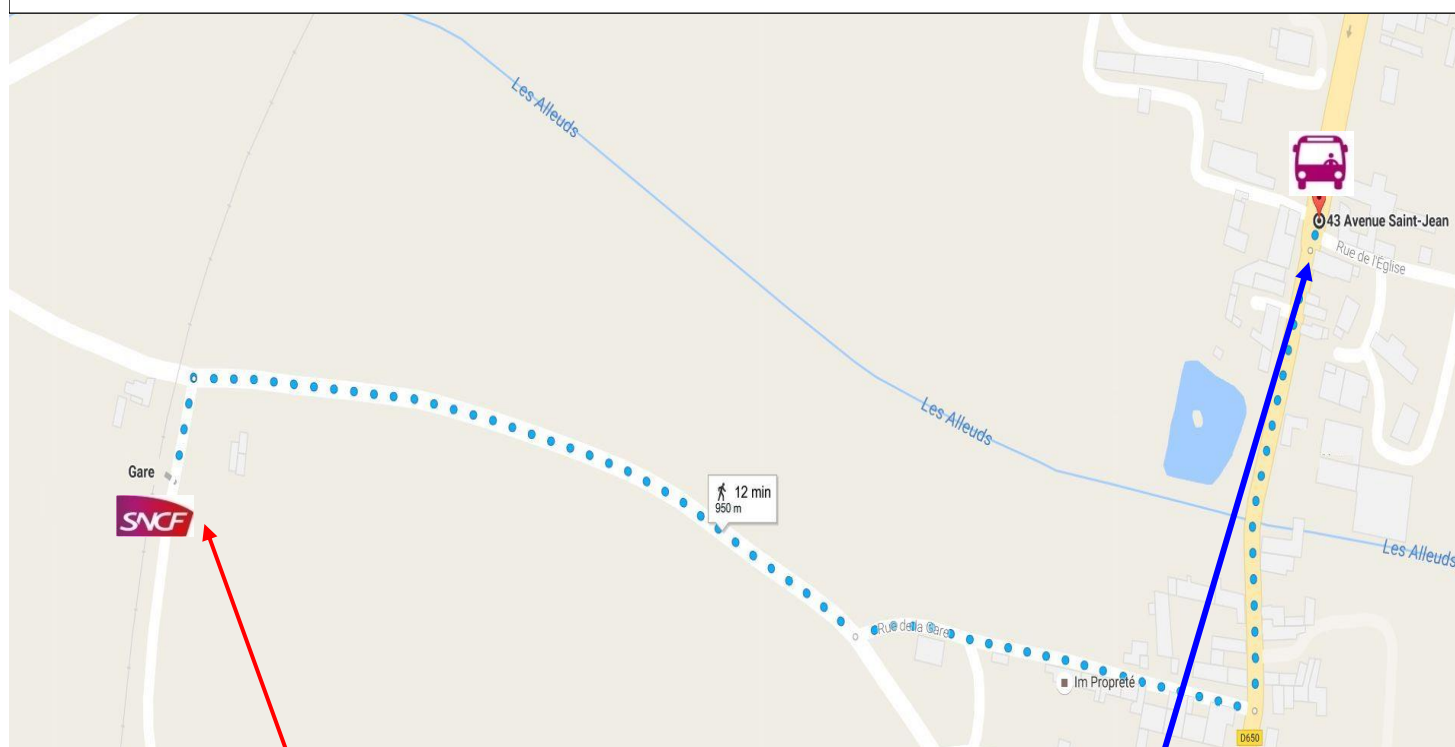 Les Alleuds
43 Avenue Saint-Jean
Rue de l'Église
Les Alleuds
Gare
SNCF
12 min
950 m
Les Alleuds
Rue de la Gare
Im Propreté
D650